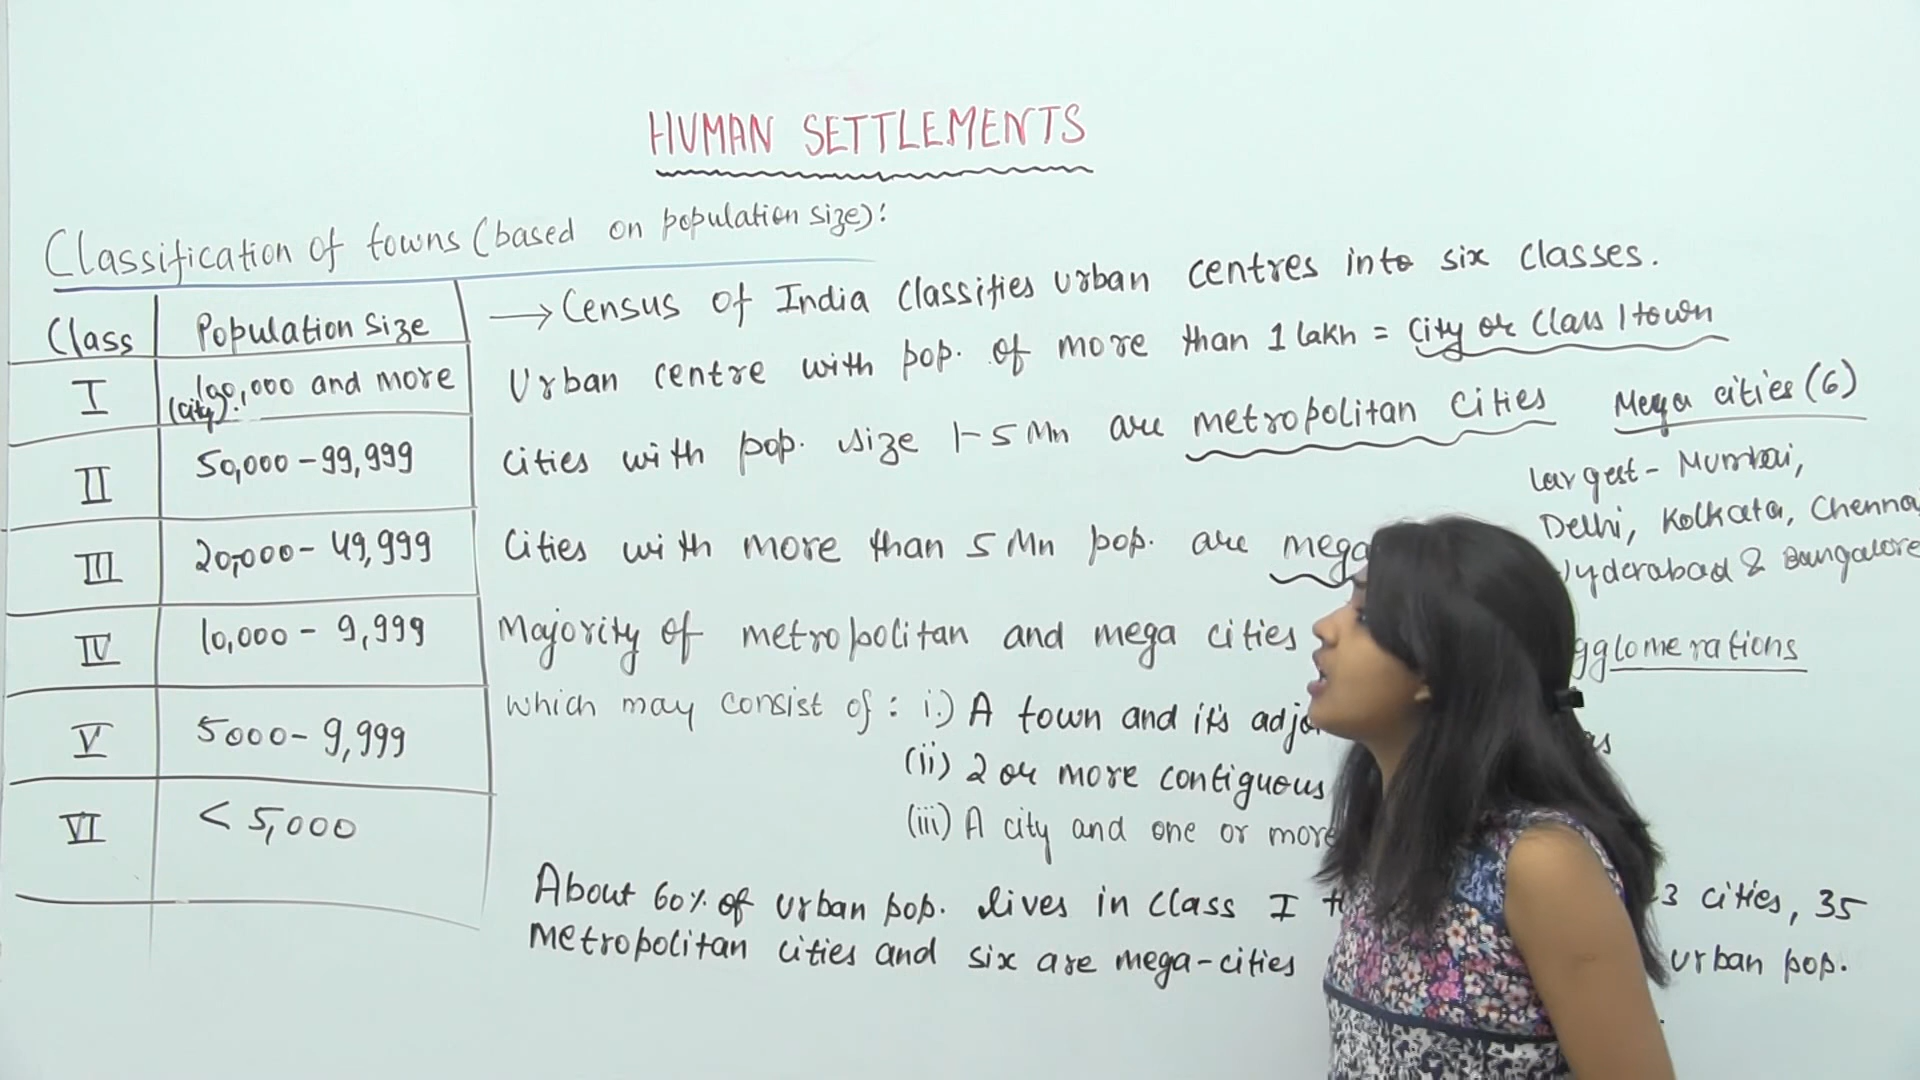 HUMAN SETTLEMENTS
Classification of towns (based on population size):
Class Population Size
I 100,000 and more
(city)
II 50,000 - 99,999
III 20,000 - 49,999
IV 10,000 - 9,999
V 5000 - 9,999
VI < 5,000
→ Census of India classifies urban centres into six classes.
Urban centre with pop. of more than 1 lakh = City or Class 1 town
Cities with pop. size 1-5 Mn are metropolitan cities
Cities with more than 5 Mn pop. are mega
Majority of metropolitan and mega cities gglomerations
which may consist of : i.) A town and it's adjo
(ii) 2 or more contiguous
(iii) A city and one or more
About 60% of urban pop. lives in class I 3 cities, 35
metropolitan cities and six are mega-cities urban pop.
Mega cities (6)
largest - Mumbai,
Delhi, Kolkata, Chenna
yderabad & Bangalore